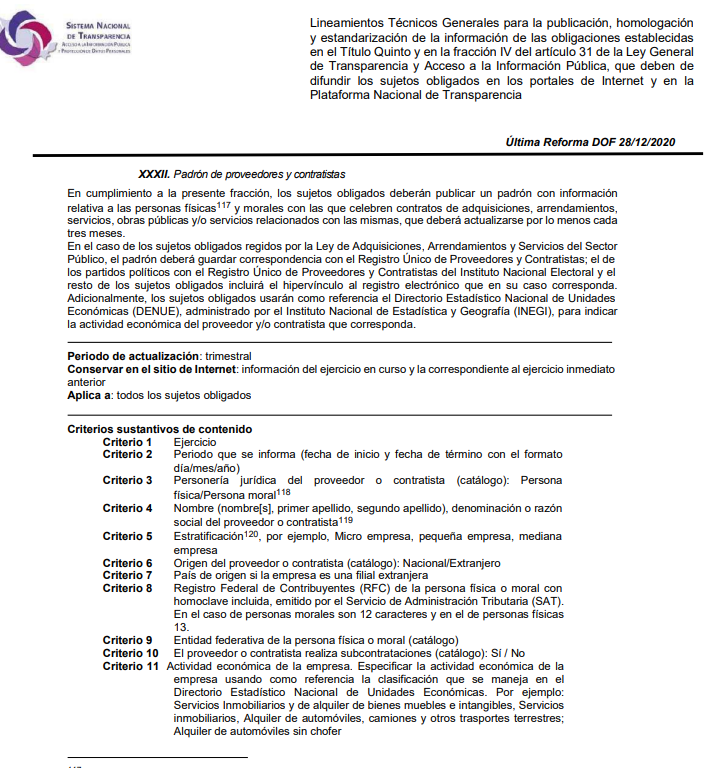 SISTEMA NACIONAL
DE TRANSPARENCIA
ACCESO A LA INFORMACIÓN PÚBLICA
Y PROTECCIÓN DE DATOS PERSONALES
Lineamientos Técnicos Generales para la publicación, homologación
y estandarización de la información de las obligaciones establecidas
en el Título Quinto y en la fracción IV del artículo 31 de la Ley General
de Transparencia y Acceso a la Información Pública, que deben de
difundir los sujetos obligados en los portales de Internet y en la
Plataforma Nacional de Transparencia
Última Reforma DOF 28/12/2020
XXXII. Padrón de proveedores y contratistas
En cumplimiento a la presente fracción, los sujetos obligados deberán publicar un padrón con información
relativa a las personas físicas117 y morales con las que celebren contratos de adquisiciones, arrendamientos,
servicios, obras públicas y/o servicios relacionados con las mismas, que deberá actualizarse por lo menos cada
tres meses.
En el caso de los sujetos obligados regidos por la Ley de Adquisiciones, Arrendamientos y Servicios del Sector
Público, el padrón deberá guardar correspondencia con el Registro Único de Proveedores y Contratistas; el de
los partidos políticos con el Registro Único de Proveedores y Contratistas del Instituto Nacional Electoral y el
resto de los sujetos obligados incluirá el hipervínculo al registro electrónico que en su caso corresponda.
Adicionalmente, los sujetos obligados usarán como referencia el Directorio Estadístico Nacional de Unidades
Económicas (DENUE), administrado por el Instituto Nacional de Estadística y Geografía (INEGI), para indicar
la actividad económica del proveedor y/o contratista que corresponda.
Periodo de actualización: trimestral
Conservar en el sitio de Internet: información del ejercicio en curso y la correspondiente al ejercicio inmediato
anterior
Aplica a: todos los sujetos obligados
Criterios sustantivos de contenido
Criterio 1 Ejercicio
Criterio 2 Periodo que se informa (fecha de inicio y fecha de término con el formato
día/mes/año)
Criterio 3 Personería jurídica del proveedor o contratista (catálogo): Persona
física/Persona moral118
Criterio 4 Nombre (nombre[s], primer apellido, segundo apellido), denominación o razón
social del proveedor o contratista119
Criterio 5 Estratificación120, por ejemplo, Micro empresa, pequeña empresa, mediana
empresa
Criterio 6 Origen del proveedor o contratista (catálogo): Nacional/Extranjero
Criterio 7 País de origen si la empresa es una filial extranjera
Criterio 8 Registro Federal de Contribuyentes (RFC) de la persona física o moral con
homoclave incluida, emitido por el Servicio de Administración Tributaria (SAT).
En el caso de personas morales son 12 caracteres y en el de personas físicas
13.
Criterio 9 Entidad federativa de la persona física o moral (catálogo)
Criterio 10 El proveedor o contratista realiza subcontrataciones (catálogo): Sí / No
Criterio 11 Actividad económica de la empresa. Especificar la actividad económica de la
empresa usando como referencia la clasificación que se maneja en el
Directorio Estadístico Nacional de Unidades Económicas. Por ejemplo:
Servicios Inmobiliarios y de alquiler de bienes muebles e intangibles, Servicios
inmobiliarios, Alquiler de automóviles, camiones y otros trasportes terrestres;
Alquiler de automóviles sin chofer